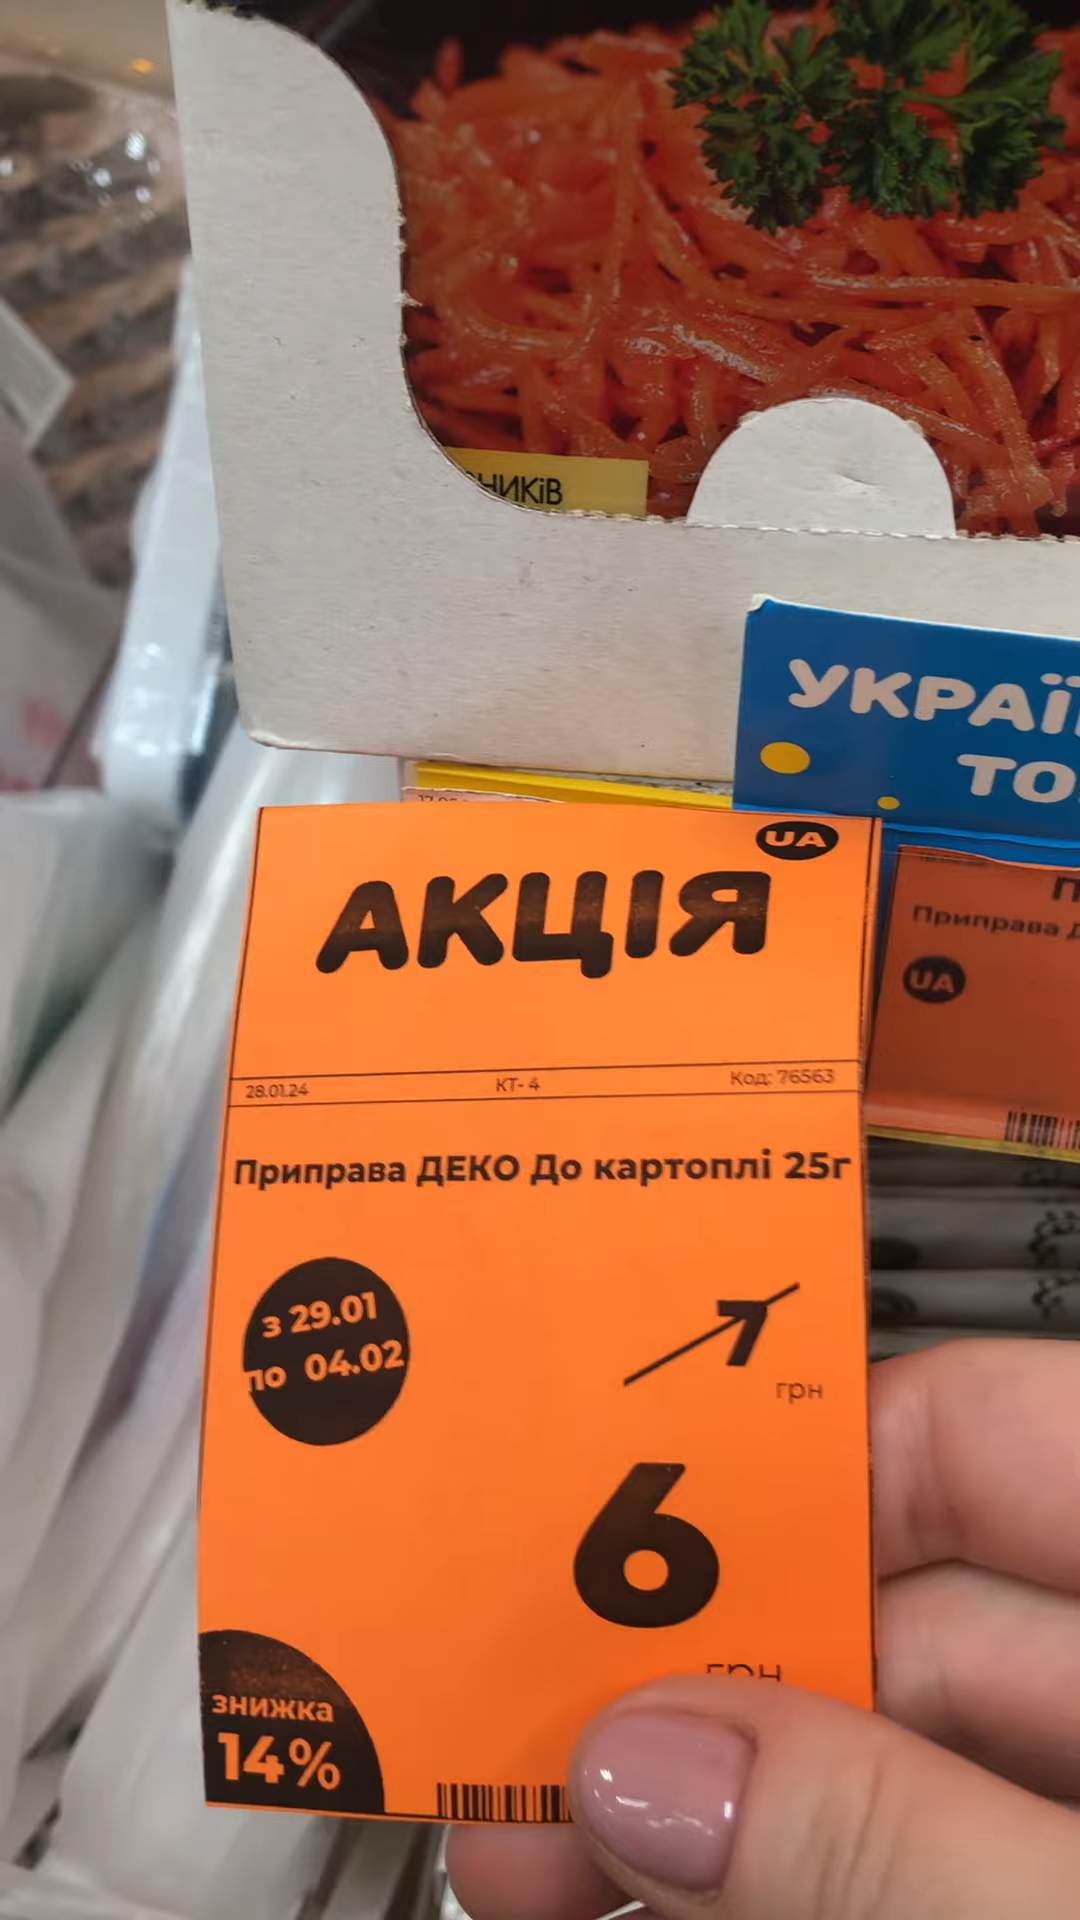 УКРАЇ
ТО
UA
АКЦІЯ
28.01.24 КТ-4 Код: 76563
Приправа ДЕКО До картоплі 25г
з 29.01
по 04.02
7
грн
6
грн
знижка
14%
Приправа
UA